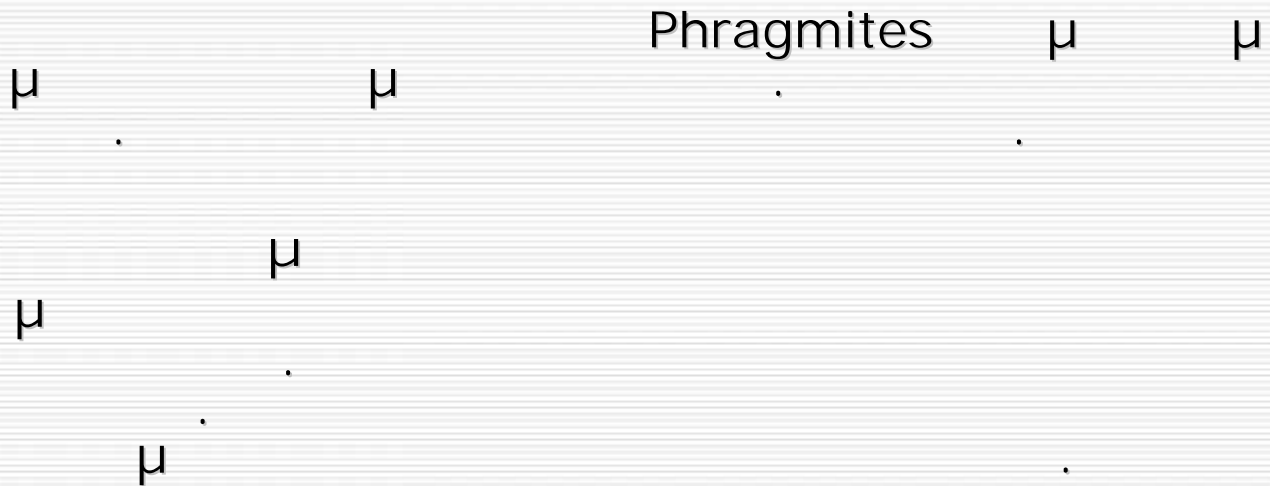 Phragmites µ µ
µ µ .
. .
µ
µ
.
.
µ .